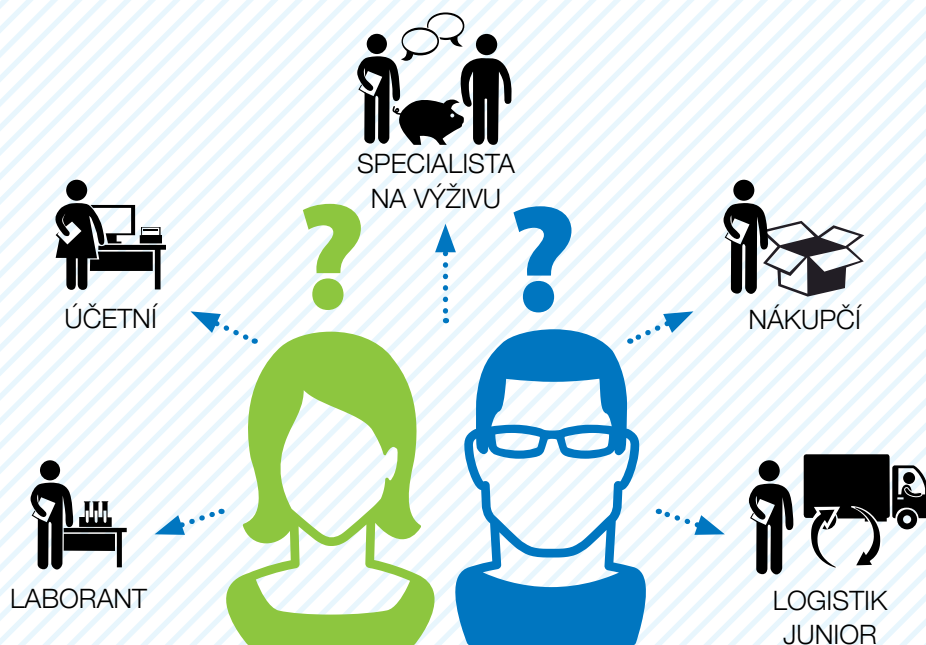 SPECIALISTA
NA VÝŽIVU
? ?
ÚČETNÍ
NÁKUPČÍ
LABORANT
LOGISTIK
JUNIOR